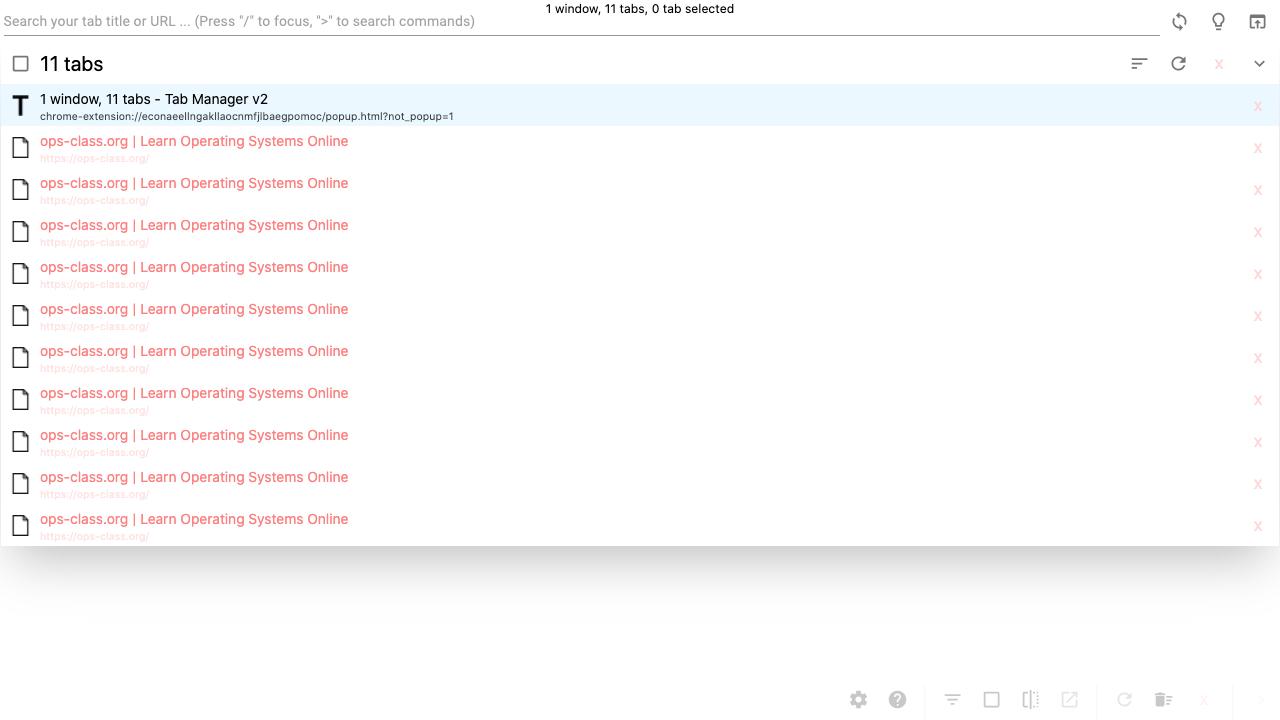 1 window, 11 tabs, 0 tab selected
Search your tab title or URL ... (Press "/" to focus, ">" to search commands)
11 tabs
x
T
1 window, 11 tabs - Tab Manager v2
chrome-extension://econaeellngakllaocnmfjlbaegpomoc/popup.html?not_popup=1
x
ops-class.org | Learn Operating Systems Online
https://ops-class.org/
x
ops-class.org | Learn Operating Systems Online
https://ops-class.org/
x
ops-class.org | Learn Operating Systems Online
https://ops-class.org/
x
ops-class.org | Learn Operating Systems Online
https://ops-class.org/
x
ops-class.org | Learn Operating Systems Online
https://ops-class.org/
x
ops-class.org | Learn Operating Systems Online
https://ops-class.org/
x
ops-class.org | Learn Operating Systems Online
https://ops-class.org/
x
ops-class.org | Learn Operating Systems Online
https://ops-class.org/
x
ops-class.org | Learn Operating Systems Online
https://ops-class.org/
x
ops-class.org | Learn Operating Systems Online
https://ops-class.org/
x
x